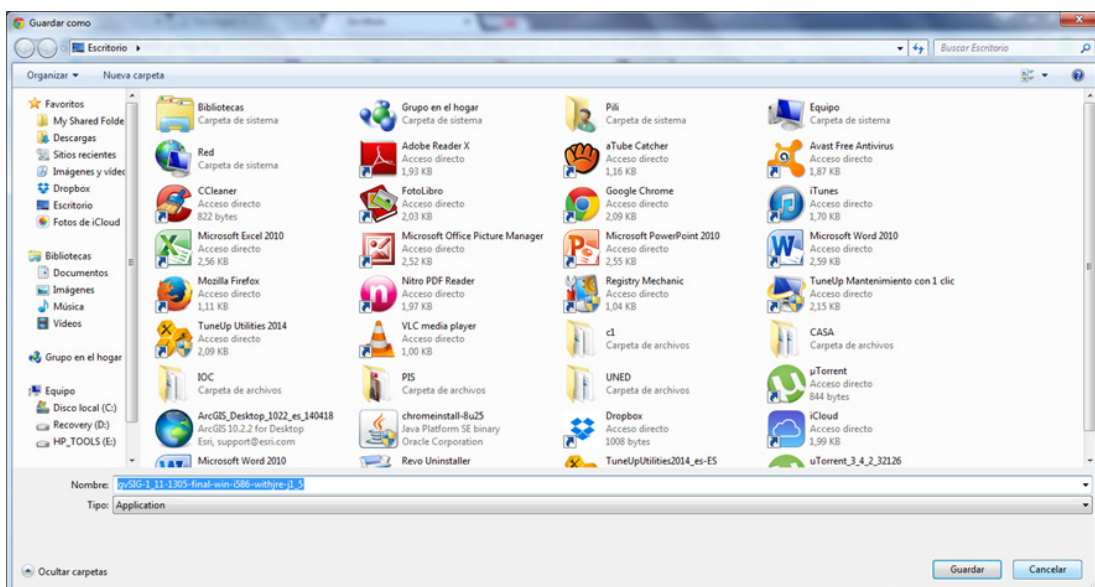 Guardar como
Escritorio
Buscar Escritorio
Organizar
Nueva carpeta
Favoritos
My Shared Folde
Descargas
Sitios recientes
Imágenes y videc
Dropbox
Escritorio
Fotos de iCloud
Bibliotecas
Documentos
Imágenes
Música
Vídeos
Grupo en el hogar
Equipo
Disco local (C:)
Recovery (D:)
HP_TOOLS (E:)
Bibliotecas
Carpeta de sistema
Grupo en el hogar
Carpeta de sistema
Pili
Carpeta de sistema
Equipo
Carpeta de sistema
Red
Carpeta de sistema
Adobe Reader X
Acceso directo
1,93 KB
aTube Catcher
Acceso directo
1,16 KB
Avast Free Antivirus
Acceso directo
1,87 KB
CCleaner
Acceso directo
822 bytes
FotoLibro
Acceso directo
2,03 KB
Google Chrome
Acceso directo
2,09 KB
iTunes
Acceso directo
1,70 KB
Microsoft Excel 2010
Acceso directo
2,56 KB
Microsoft Office Picture Manager
Acceso directo
2,52 KB
Microsoft PowerPoint 2010
Acceso directo
2,55 KB
Microsoft Word 2010
Acceso directo
2,59 KB
Mozilla Firefox
Acceso directo
1,11 KB
Nitro PDF Reader
Acceso directo
1,97 KB
Registry Mechanic
Acceso directo
1,04 KB
TuneUp Mantenimiento con 1 clic
Acceso directo
2,15 KB
TuneUp Utilities 2014
Acceso directo
2,09 KB
VLC media player
Acceso directo
1,00 KB
c1
Carpeta de archivos
CASA
Carpeta de archivos
IOC
Carpeta de archivos
PIS
Carpeta de archivos
UNED
Carpeta de archivos
µTorrent
Acceso directo
844 bytes
ArcGIS_Desktop_1022_es_140418
ArcGIS 10.2.2 for Desktop
Esri, support@esri.com
chromeinstall-8u25
Java Platform SE binary
Oracle Corporation
Dropbox
Acceso directo
1008 bytes
iCloud
Acceso directo
1,99 KB
Microsoft Word 2010
Revo Uninstaller
TuneUpUtilities2014_es-ES
uTorrent_3_4_2_32126
Nombre: gvSIG-1_11-1305-final-win-i586-withjre-j1_5
Tipo: Application
Ocultar carpetas
Guardar
Cancelar